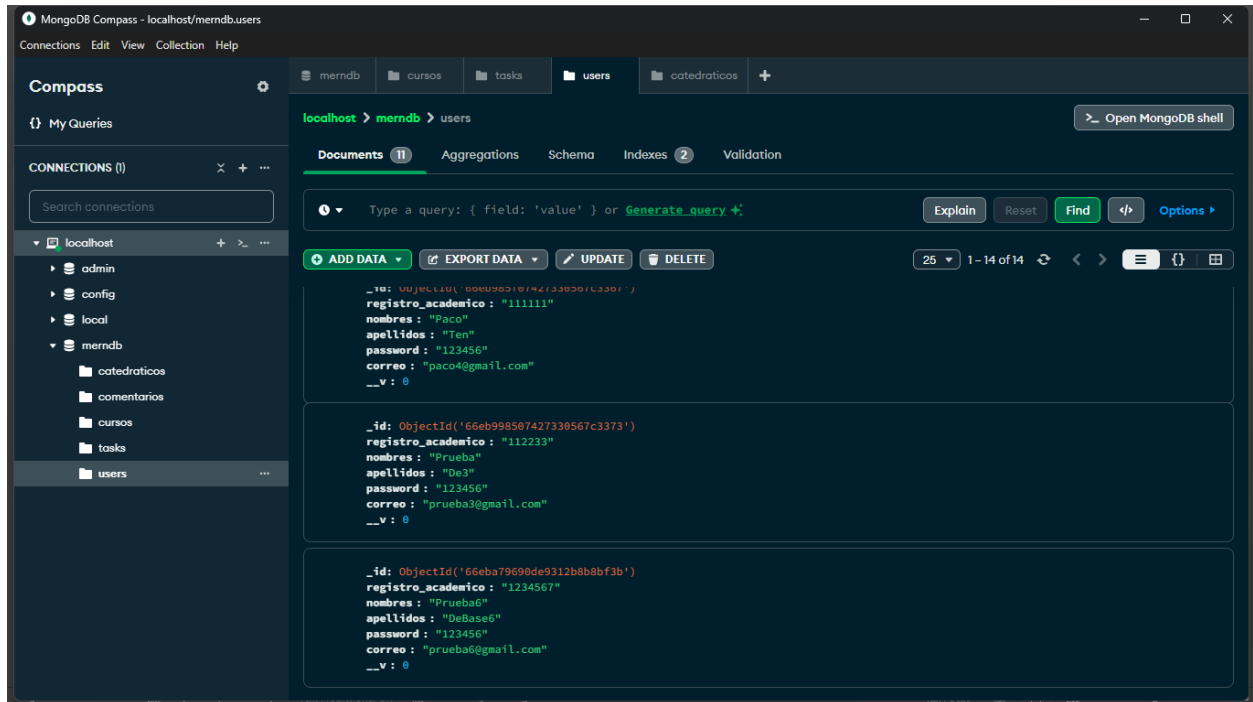 MongoDB Compass - localhost/merndb.users
Connections Edit View Collection Help
Compass
{} My Queries
CONNECTIONS (1)
Search connections
localhost
admin
config
local
merndb
catedraticos
comentarios
cursos
tasks
users
merndb cursos tasks users catedraticos
localhost > merndb > users
>_ Open MongoDB shell
Documents 11 Aggregations Schema Indexes 2 Validation
Type a query: { field: 'value' } or Generate query
Explain Reset Find </> Options
ADD DATA EXPORT DATA UPDATE DELETE
25 1 – 14 of 14 {}
registro_academico : "111111"
nombres : "Paco"
apellidos : "Ten"
password : "123456"
correo : "paco4@gmail.com"
__v : 0
_id: ObjectId('66eb998507427330567c3373')
registro_academico : "112233"
nombres : "Prueba"
apellidos : "De3"
password : "123456"
correo : "prueba3@gmail.com"
__v : 0
_id: ObjectId('66eba79690de9312b8b8bf3b')
registro_academico : "1234567"
nombres : "Prueba6"
apellidos : "DeBase6"
password : "123456"
correo : "prueba6@gmail.com"
__v : 0